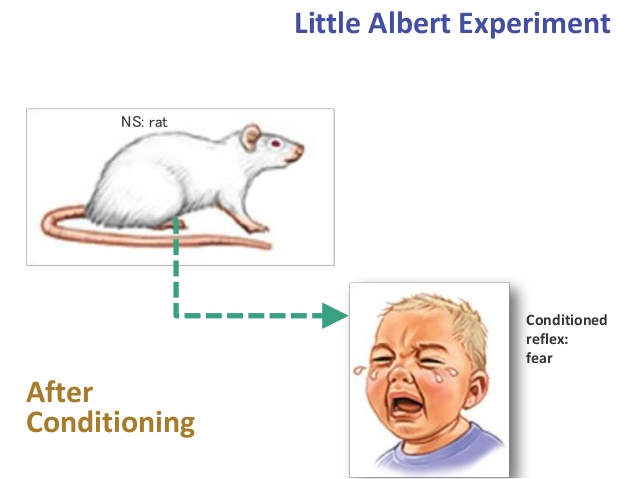 Little Albert Experiment
NS: rat
Conditioned
reflex:
fear
After
Conditioning